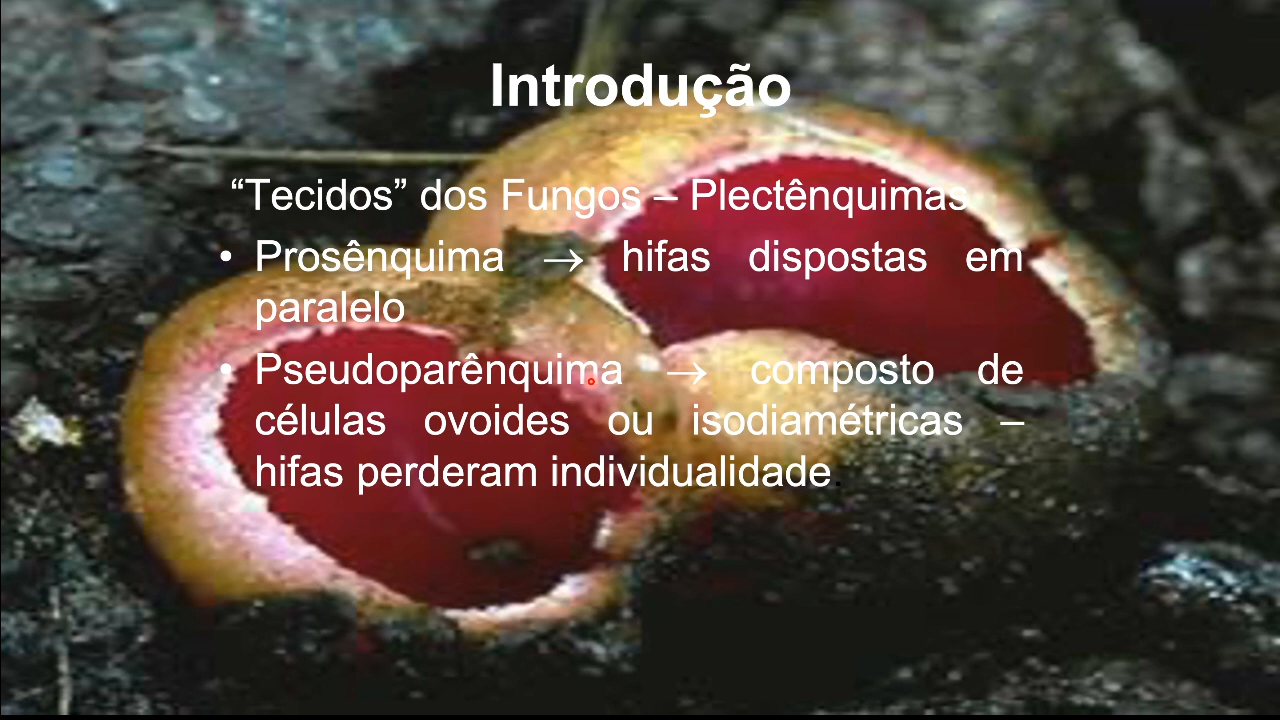 Introdução
“Tecidos” dos Fungos – Plectênquimas
• Prosênquima → hifas dispostas em
paralelo
• Pseudoparênquima → composto de
células ovoides ou isodiamétricas –
hifas perderam individualidade.